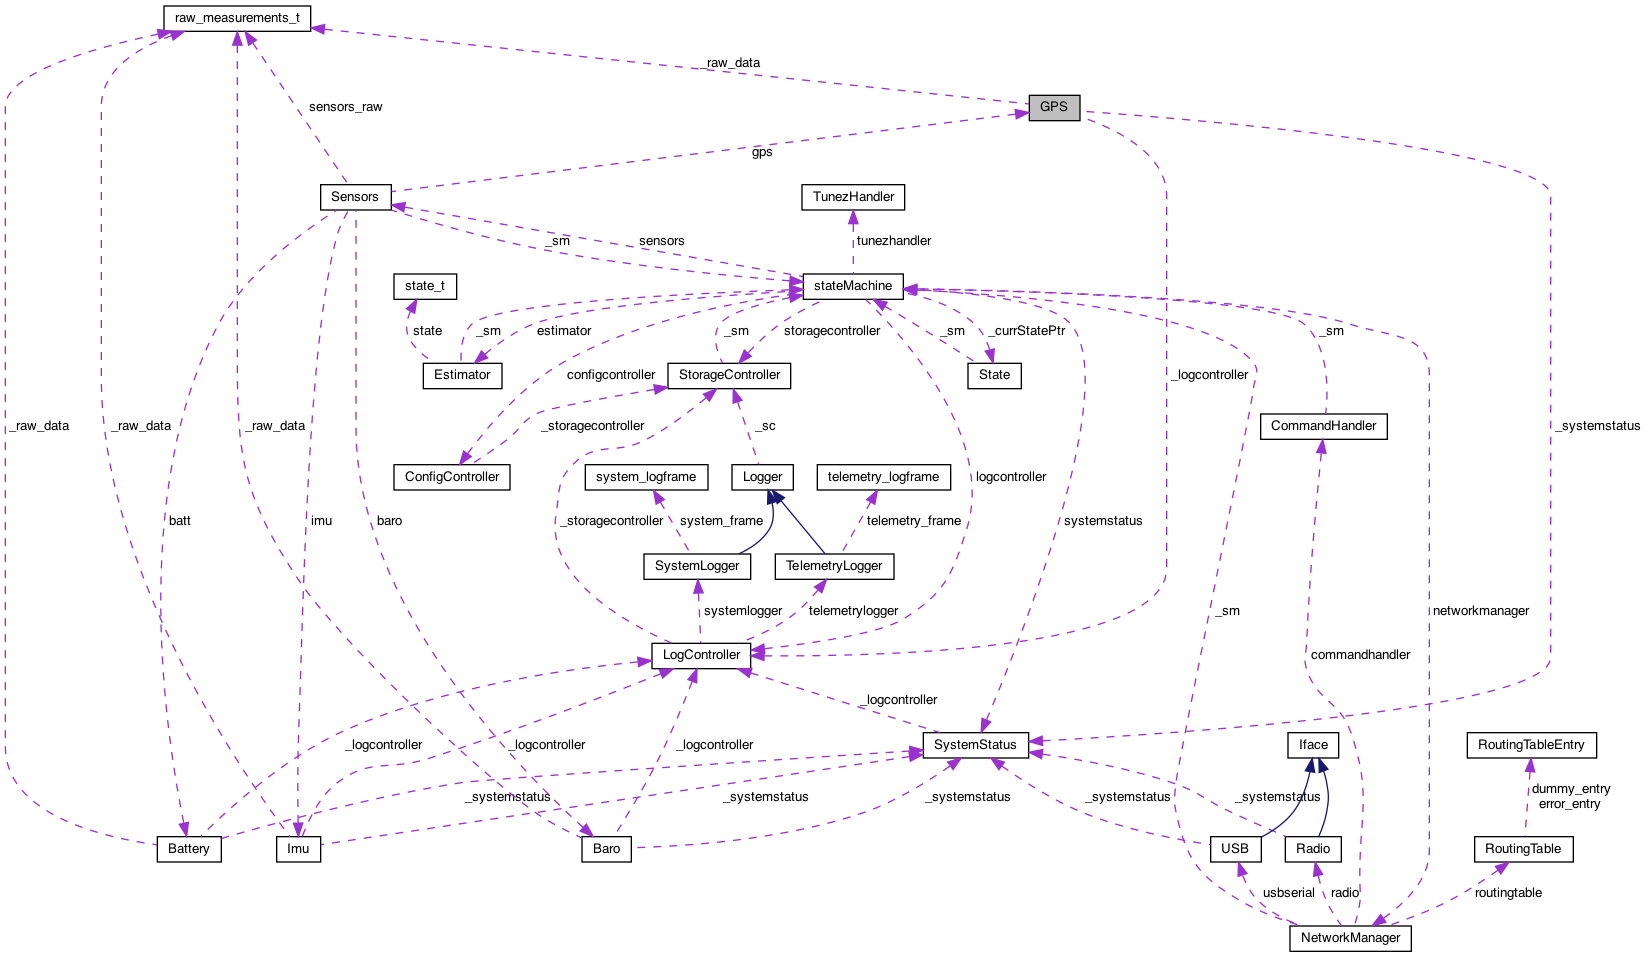 raw_measurements_t
_raw_data
GPS
sensors_raw
gps
Sensors
TunezHandler
_sm
sensors
tunezhandler
state_t
stateMachine
state
_sm
estimator
_sm
storagecontroller
_sm
_currStatePtr
_sm
Estimator
configcontroller
StorageController
State
_logcontroller
_raw_data
_raw_data
_raw_data
_storagecontroller
_sc
CommandHandler
_systemstatus
ConfigController
system_logframe
Logger
telemetry_logframe
logcontroller
batt
imu
baro
_storagecontroller
system_frame
telemetry_frame
systemstatus
SystemLogger
TelemetryLogger
systemlogger
telemetrylogger
_sm
networkmanager
LogController
commandhandler
_logcontroller
_logcontroller
_logcontroller
_logcontroller
SystemStatus
Iface
RoutingTableEntry
_systemstatus
_systemstatus
_systemstatus
_systemstatus
_systemstatus
dummy_entry
error_entry
Battery
Imu
Baro
USB
Radio
RoutingTable
usbserial
radio
routingtable
NetworkManager